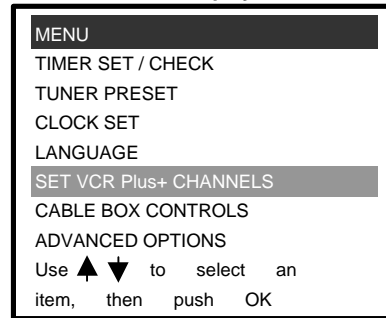 MENU
TIMER SET / CHECK
TUNER PRESET
CLOCK SET
LANGUAGE
SET VCR Plus+ CHANNELS
CABLE BOX CONTROLS
ADVANCED OPTIONS
Use ▲ ▼ to select an
item, then push OK